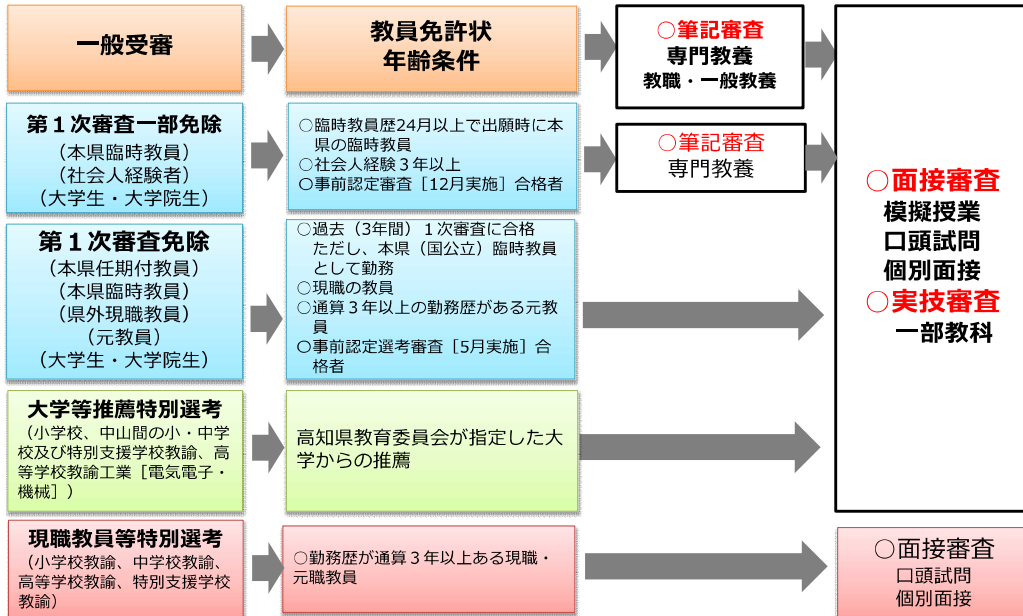 一般受審
教員免許状
年齢条件
○筆記審査
専門教養
教職・一般教養
第１次審査一部免除
（本県臨時教員）
（社会人経験者）
（大学生・大学院生）
○臨時教員歴24月以上で出願時に本
県の臨時教員
○社会人経験３年以上
○事前認定審査［12月実施］合格者
○筆記審査
専門教養
第１次審査免除
（本県任期付教員）
（本県臨時教員）
（県外現職教員）
（元教員）
（大学生・大学院生）
○過去（3年間）１次審査に合格
ただし、本県（国公立）臨時教員
として勤務
○現職の教員
○通算３年以上の勤務歴がある元教
員
○事前認定選考審査［5月実施］合
格者
○面接審査
模擬授業
口頭試問
個別面接
○実技審査
一部教科
大学等推薦特別選考
（小学校、中山間の小・中学
校及び特別支援学校教諭、高
等学校教諭工業［電気電子・
機械］）
高知県教育委員会が指定した大
学からの推薦
現職教員等特別選考
（小学校教諭、中学校教諭、
高等学校教諭、特別支援学校
教諭）
○勤務歴が通算３年以上ある現職・
元職教員
○面接審査
口頭試問
個別面接